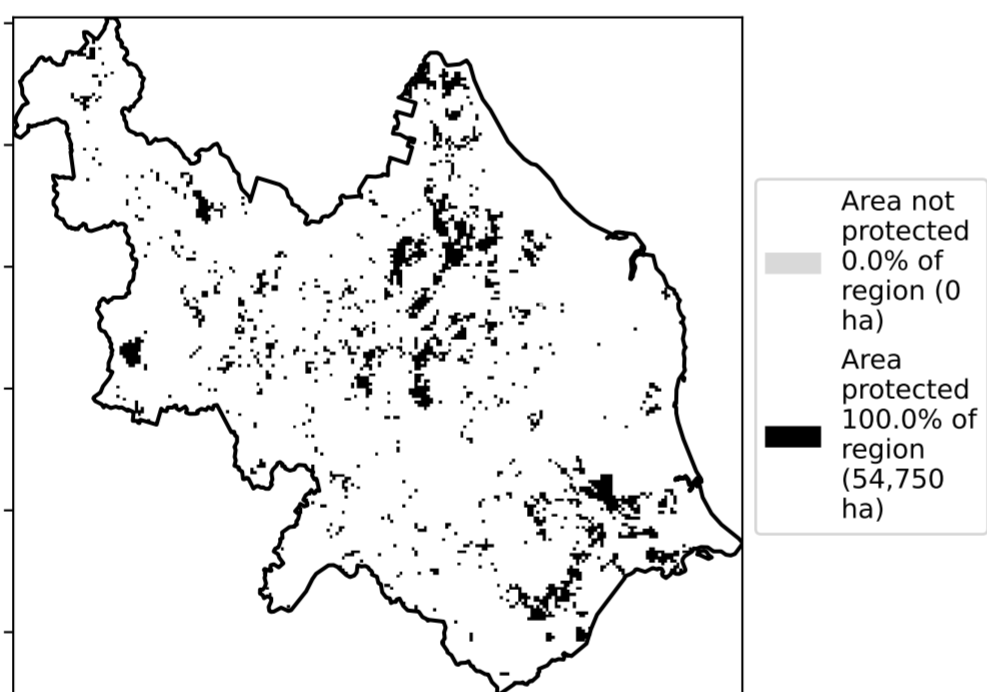 Area not
protected
0.0% of
region (0
ha)
Area
protected
100.0% of
region
(54,750
ha)